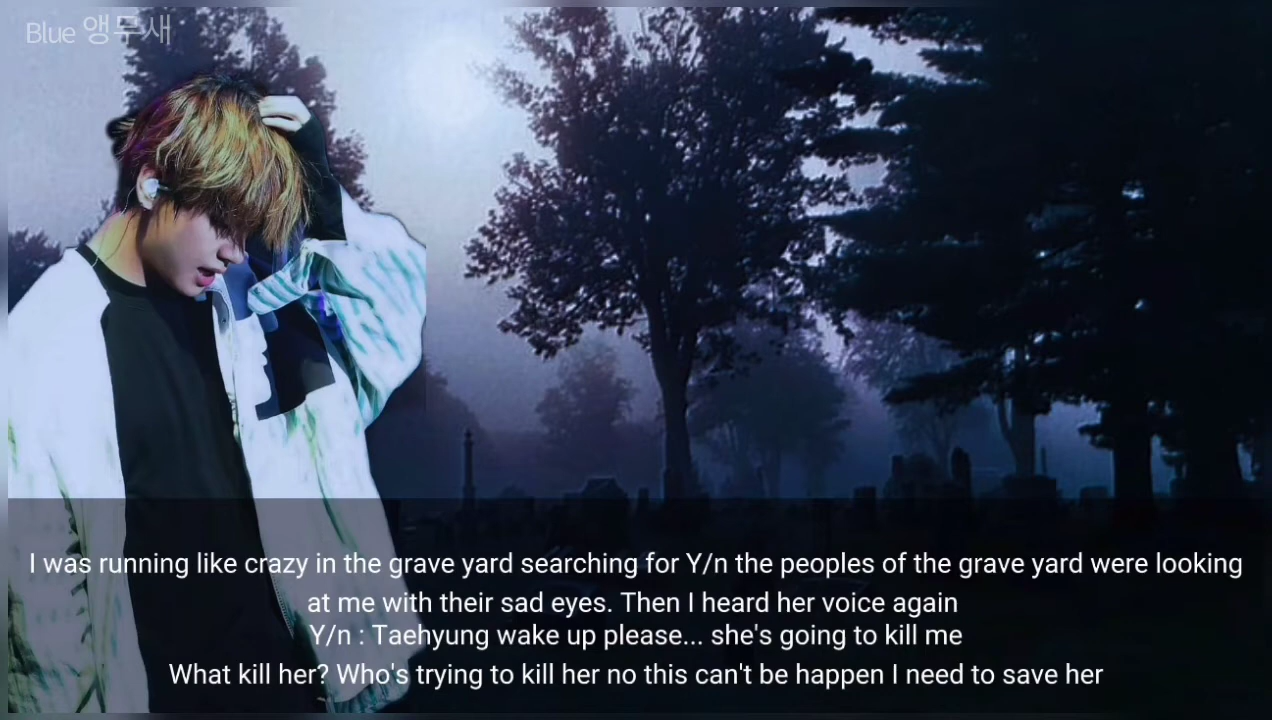 Blue 앵두새
I was running like crazy in the grave yard searching for Y/n the peoples of the grave yard were looking
at me with their sad eyes. Then I heard her voice again
Y/n : Taehyung wake up please... she's going to kill me
What kill her? Who's trying to kill her no this can't be happen I need to save her